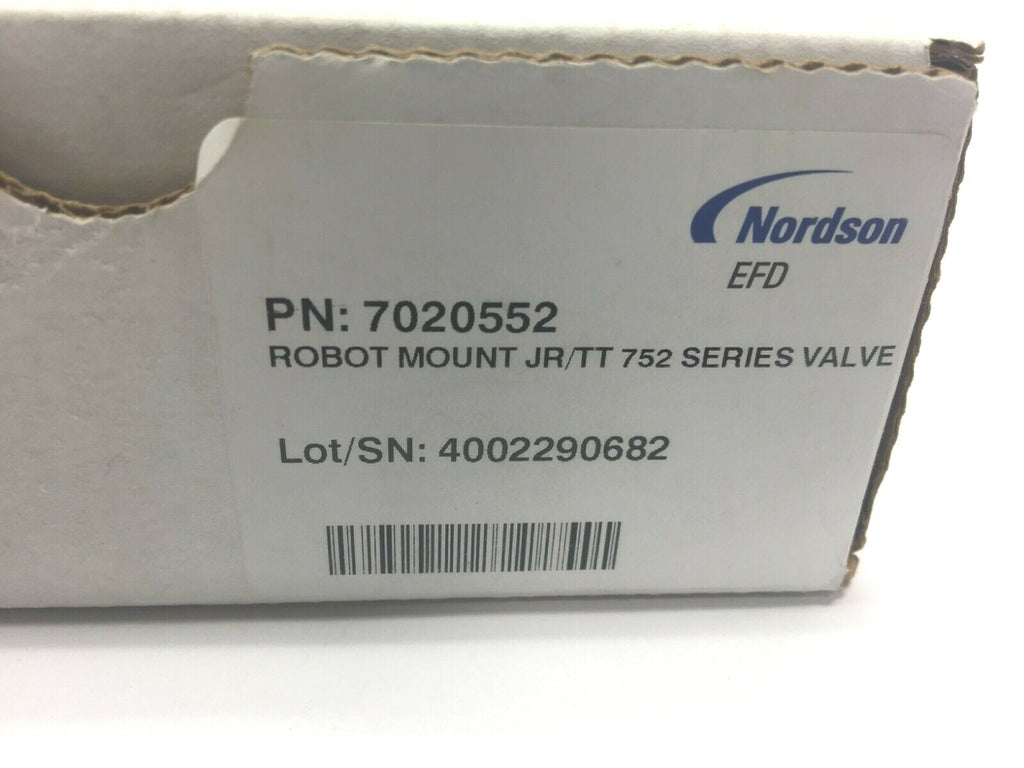 Nordson
EFD
PN: 7020552
ROBOT MOUNT JR/TT 752 SERIES VALVE
Lot/SN: 4002290682